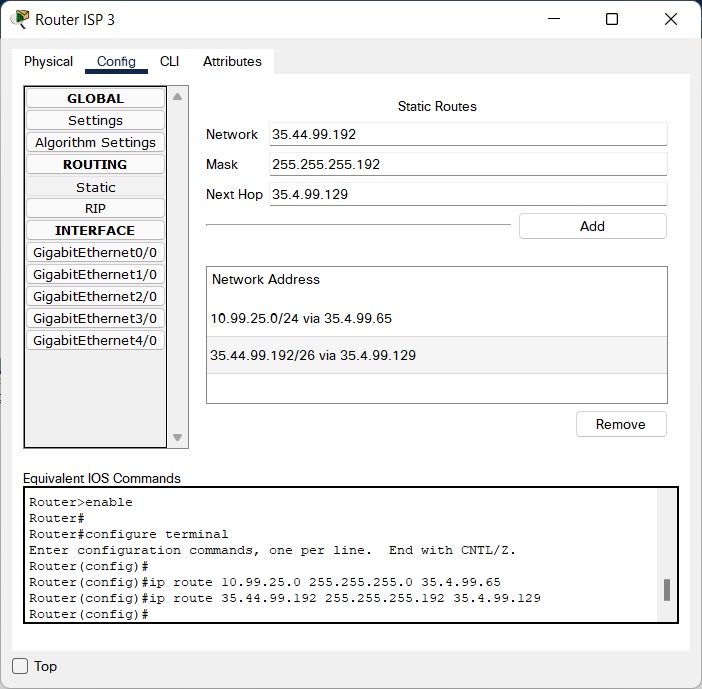 Router ISP 3
Physical Config CLI Attributes
GLOBAL
Settings
Algorithm Settings
ROUTING
Static
RIP
INTERFACE
GigabitEthernet0/0
GigabitEthernet1/0
GigabitEthernet2/0
GigabitEthernet3/0
GigabitEthernet4/0
Static Routes
Network 35.44.99.192
Mask 255.255.255.192
Next Hop 35.4.99.129
Add
Network Address
10.99.25.0/24 via 35.4.99.65
35.44.99.192/26 via 35.4.99.129
Remove
Equivalent IOS Commands
Router>enable
Router#
Router#configure terminal
Enter configuration commands, one per line.  End with CNTL/Z.
Router(config)#
Router(config)#ip route 10.99.25.0 255.255.255.0 35.4.99.65
Router(config)#ip route 35.44.99.192 255.255.255.192 35.4.99.129
Router(config)#
Top